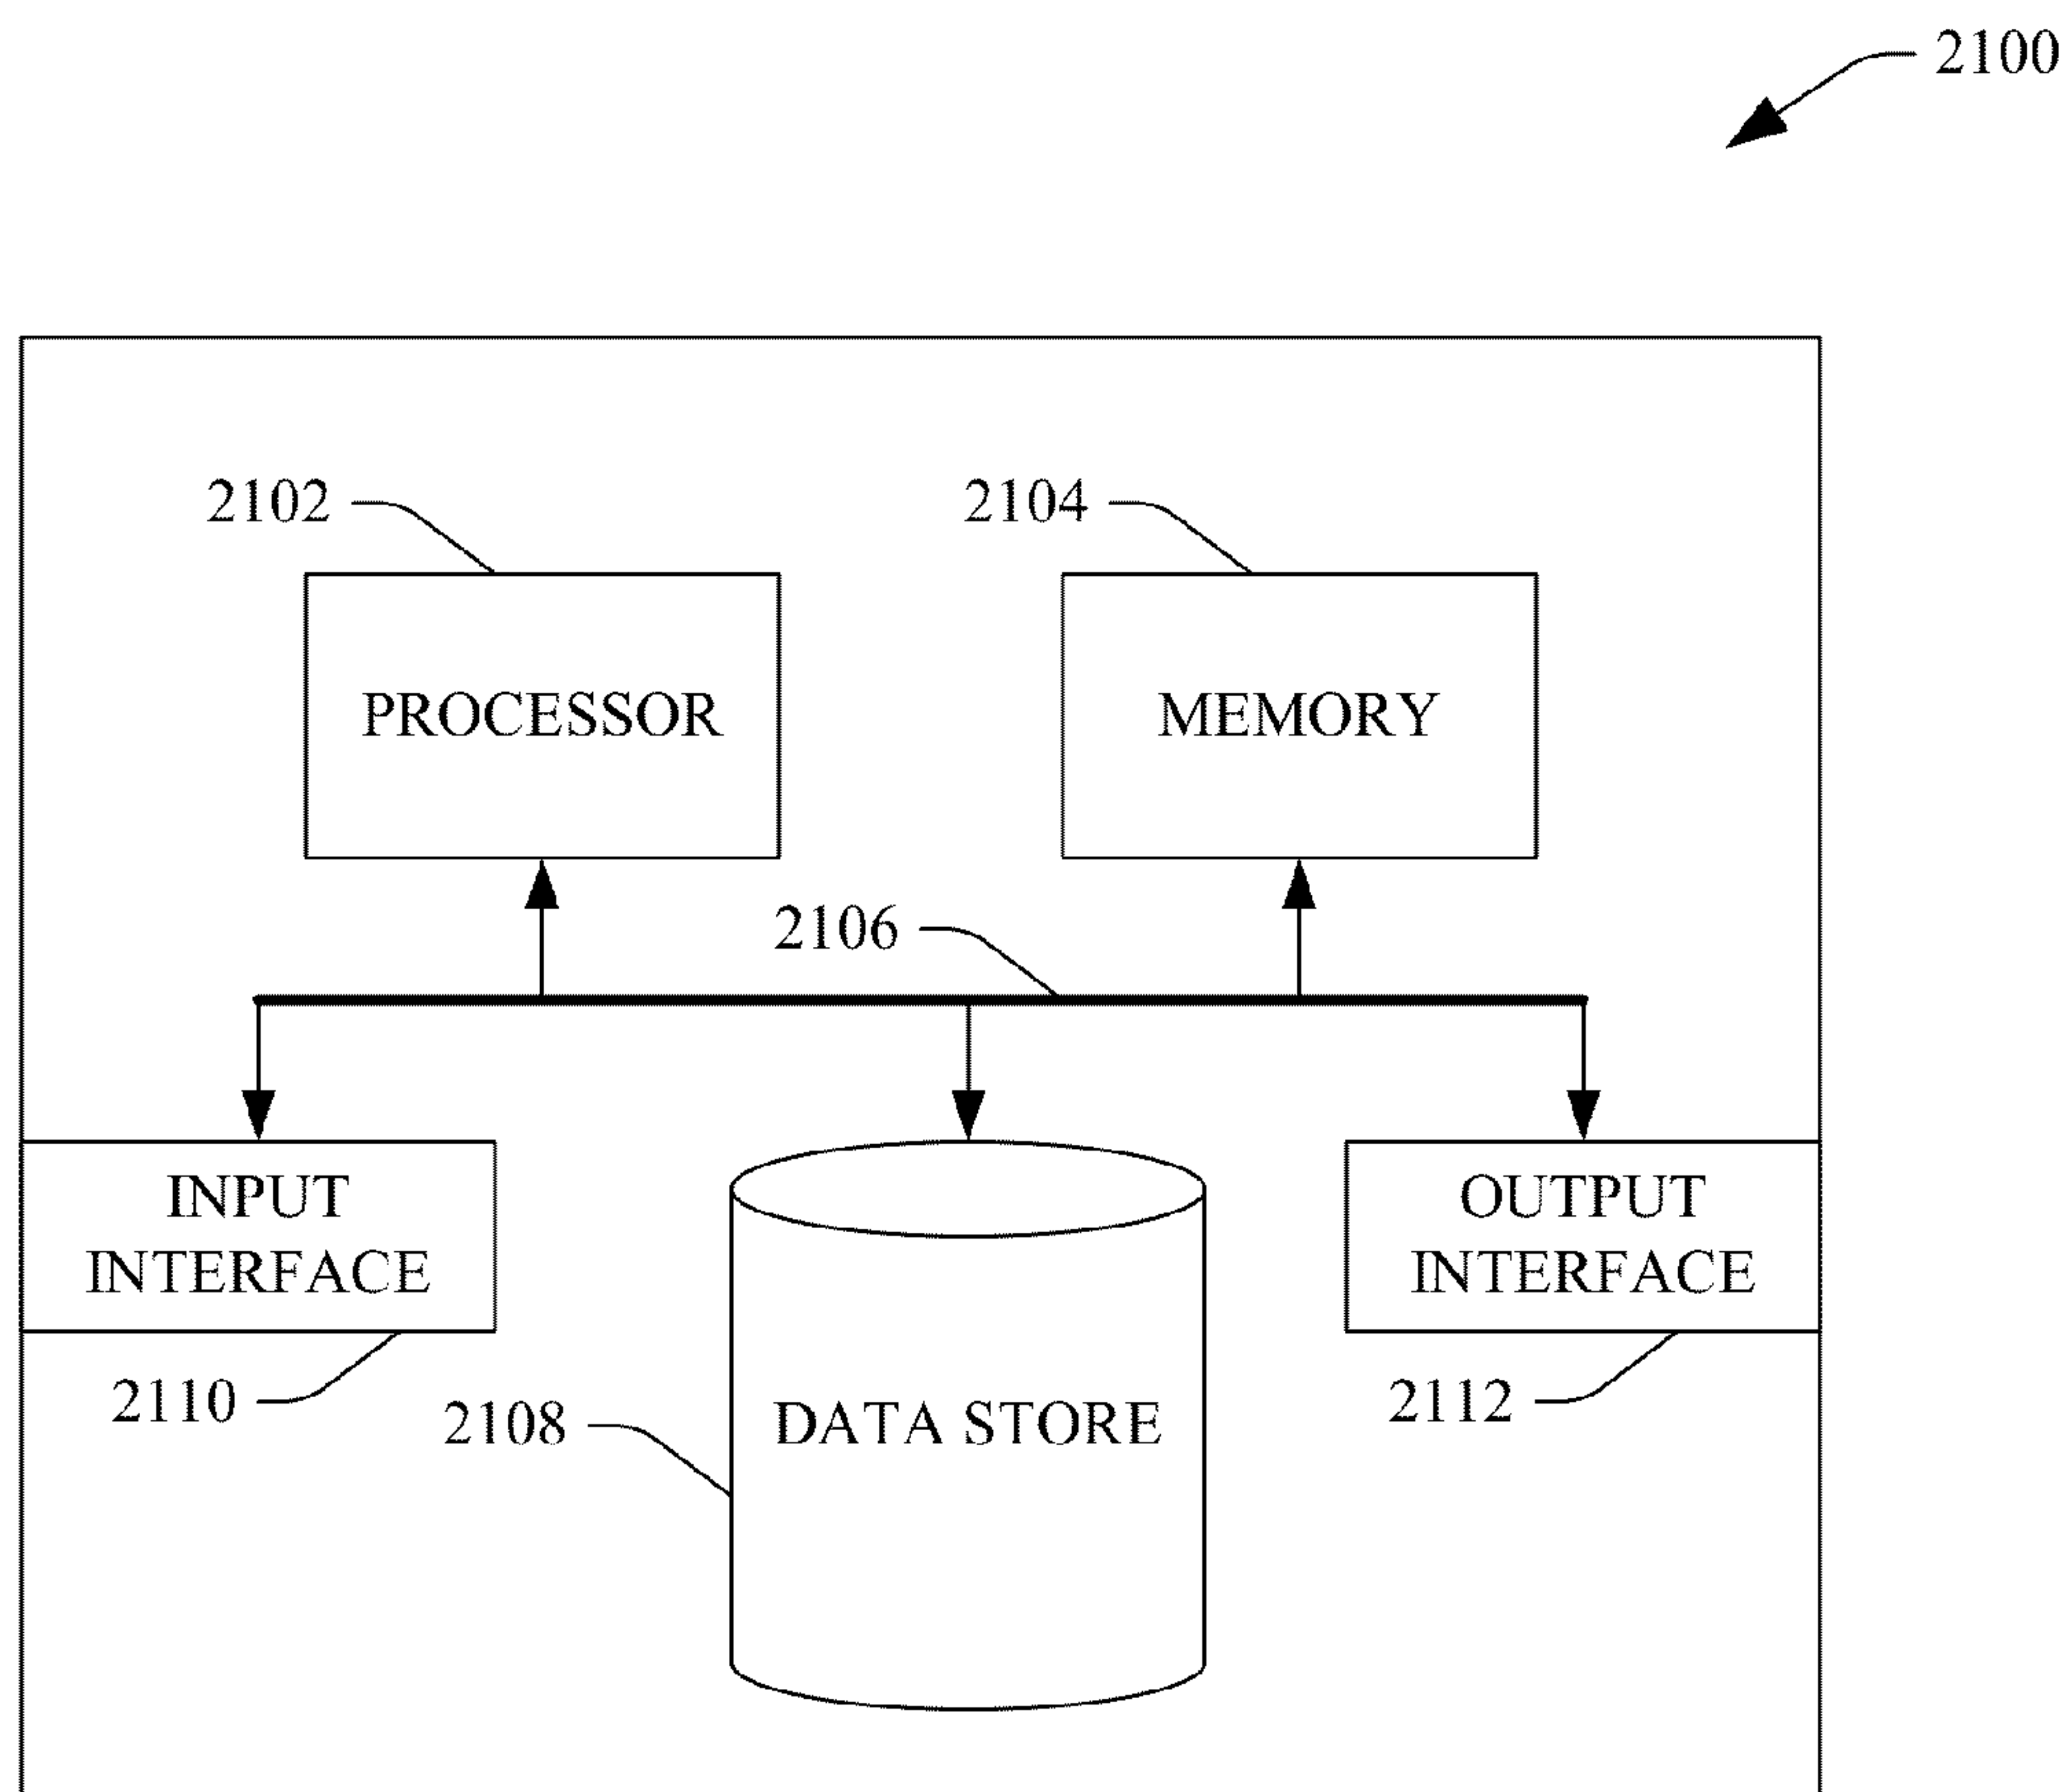 2100
2102
2104
PROCESSOR
MEMORY
2106
INPUT
INTERFACE
OUTPUT
INTERFACE
2110
2108
DATA STORE
2112